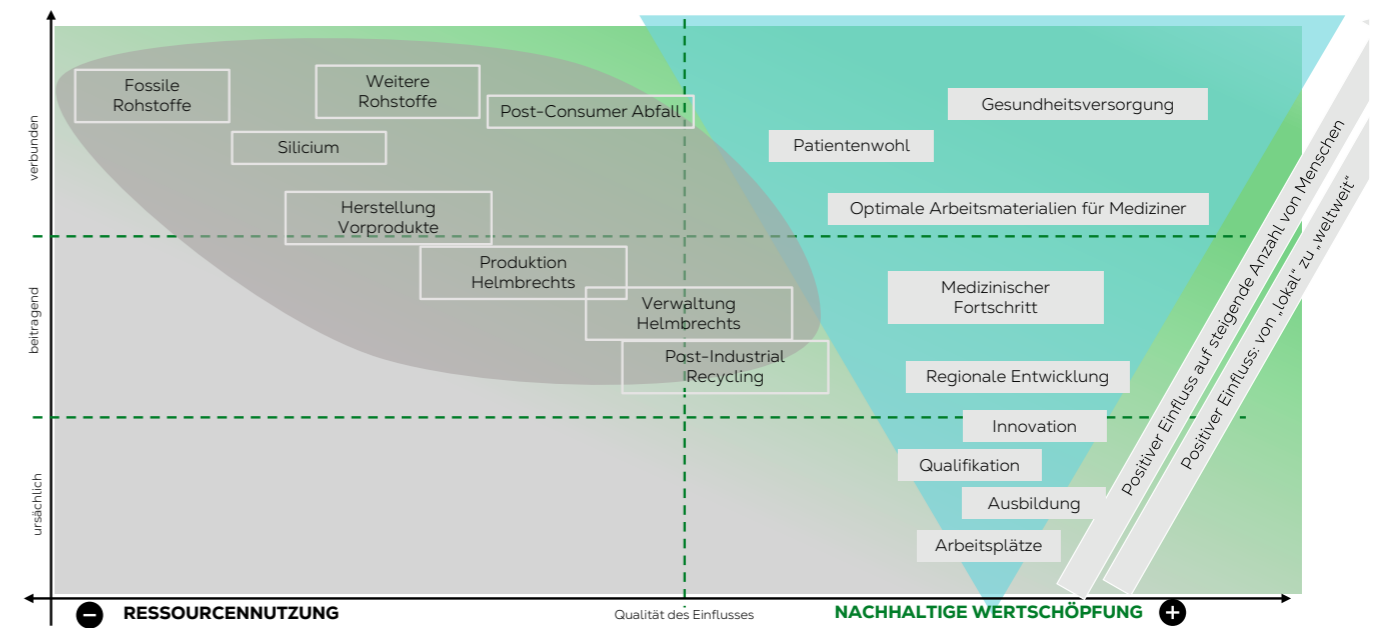 Fossile
Rohstoffe
Weitere
Rohstoffe
Post-Consumer Abfall
Silicium
Herstellung
Vorprodukte
Produktion
Helmbrechts
Verwaltung
Helmbrechts
Post-Industrial
Recycling
Gesundheitsversorgung
Patientenwohl
Optimale Arbeitsmaterialien für Mediziner
Medizinischer
Fortschritt
Regionale Entwicklung
Innovation
Qualifikation
Ausbildung
Arbeitsplätze
Positiver Einfluss auf steigende Anzahl von Menschen
Positiver Einfluss: von „lokal“ zu „weltweit“
verbunden
beitragend
ursächlich
− RESSOURCENNUTZUNG
Qualität des Einflusses
NACHHALTIGE WERTSCHÖPFUNG +